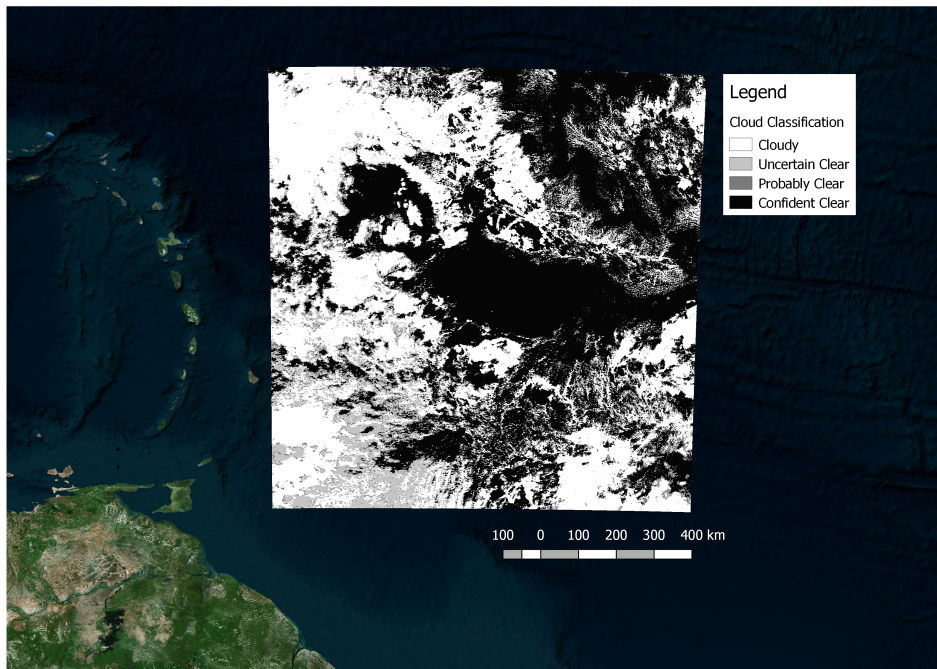 Legend
Cloud Classification
Cloudy
Uncertain Clear
Probably Clear
Confident Clear
100 0 100 200 300 400 km